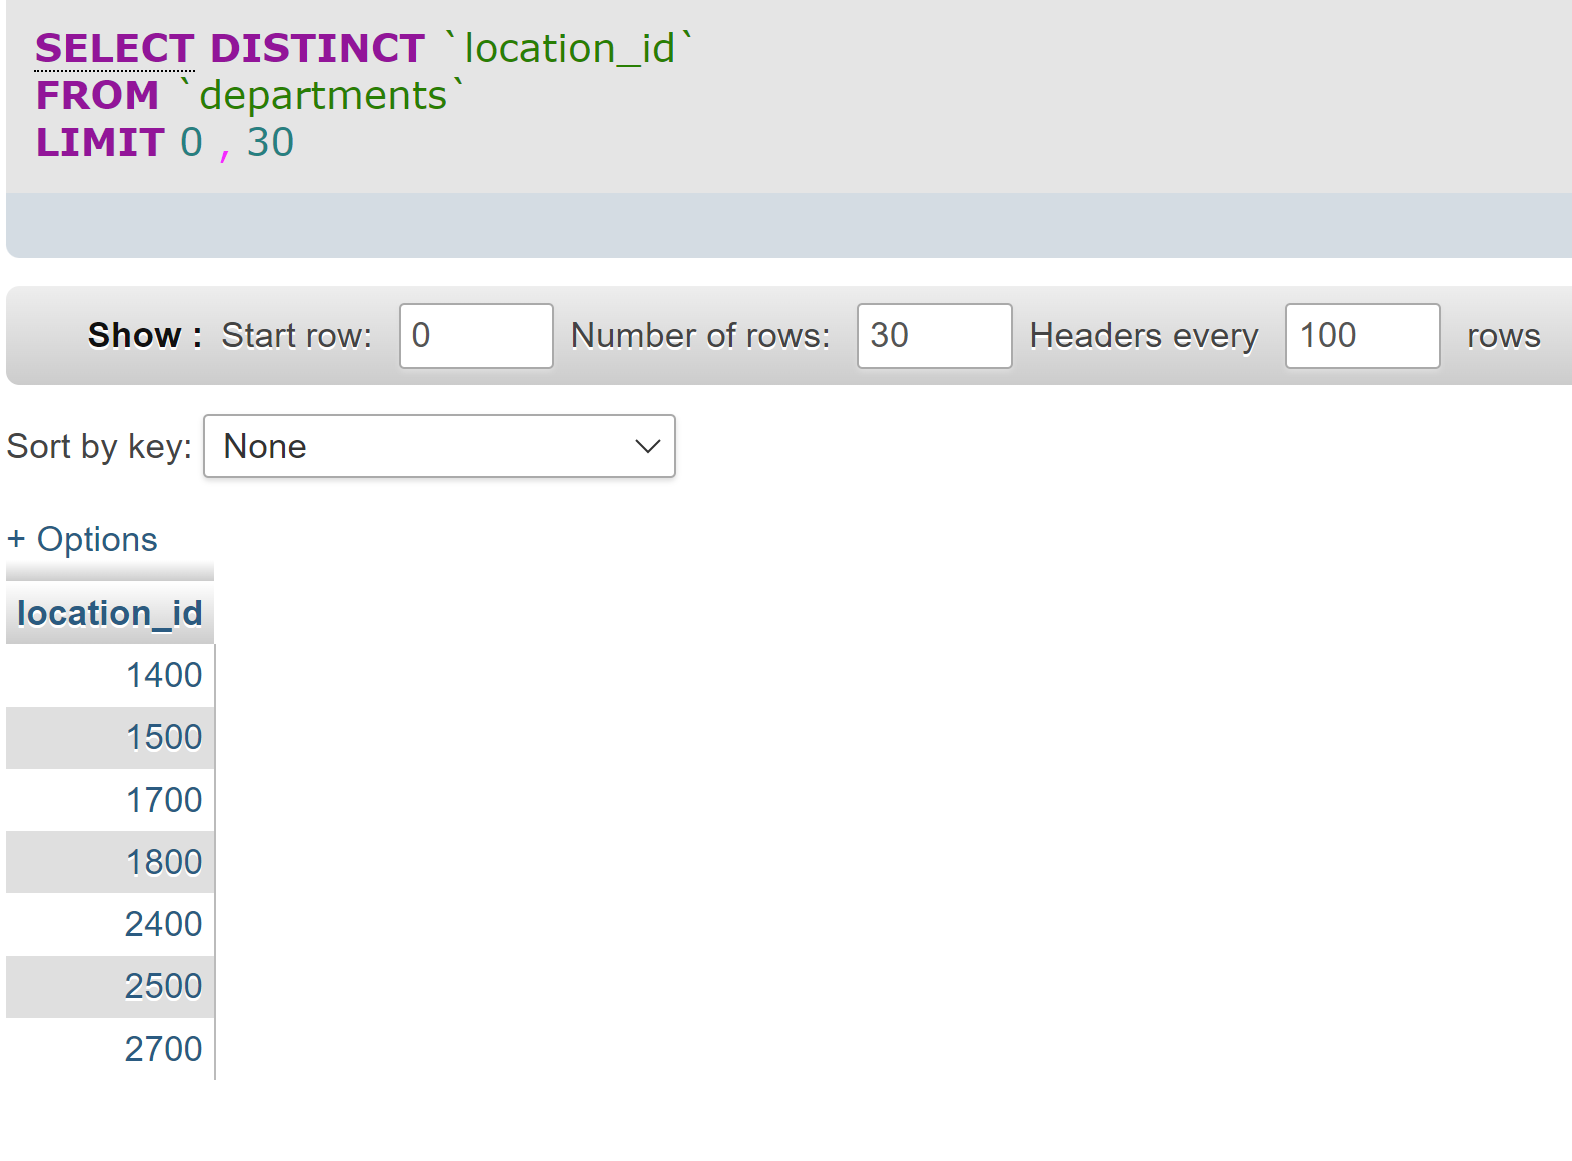 SELECT DISTINCT `location_id`
FROM `departments`
LIMIT 0 , 30
Show : Start row: 0 Number of rows: 30 Headers every 100 rows
Sort by key: None
+ Options
location_id
1400
1500
1700
1800
2400
2500
2700